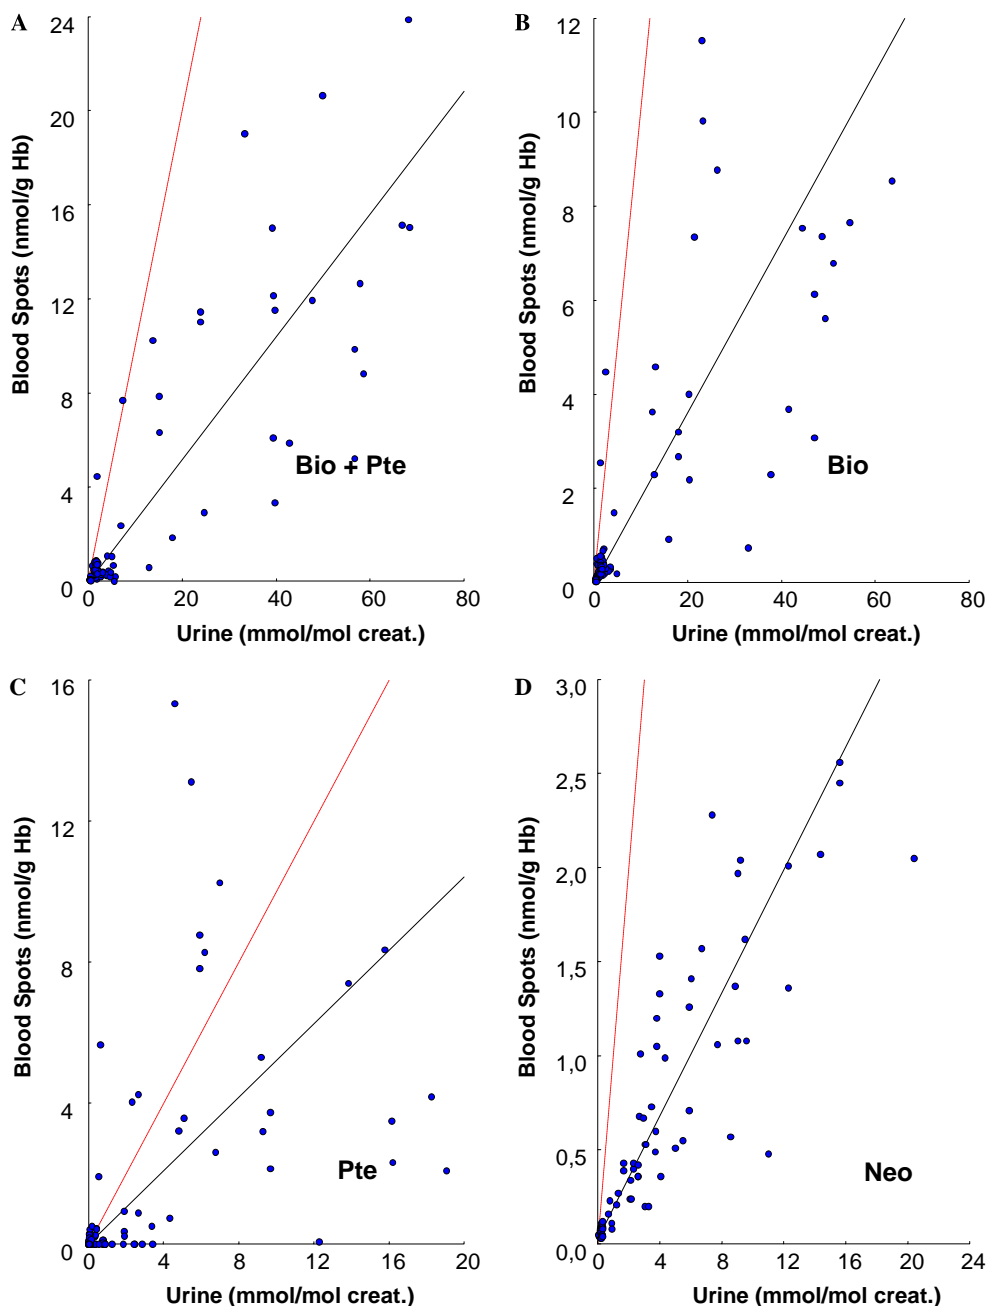 A
24
20
16
12
8
4
0
Blood Spots (nmol/g Hb)
Bio + Pte
0 20 40 60 80
Urine (mmol/mol creat.)
B
12
10
8
6
4
2
0
Blood Spots (nmol/g Hb)
Bio
0 20 40 60 80
Urine (mmol/mol creat.)
C
16
12
8
4
0
Blood Spots (nmol/g Hb)
Pte
0 4 8 12 16 20
Urine (mmol/mol creat.)
D
3,0
2,5
2,0
1,5
1,0
0,5
0,0
Blood Spots (nmol/g Hb)
Neo
0 4 8 12 16 20 24
Urine (mmol/mol creat.)